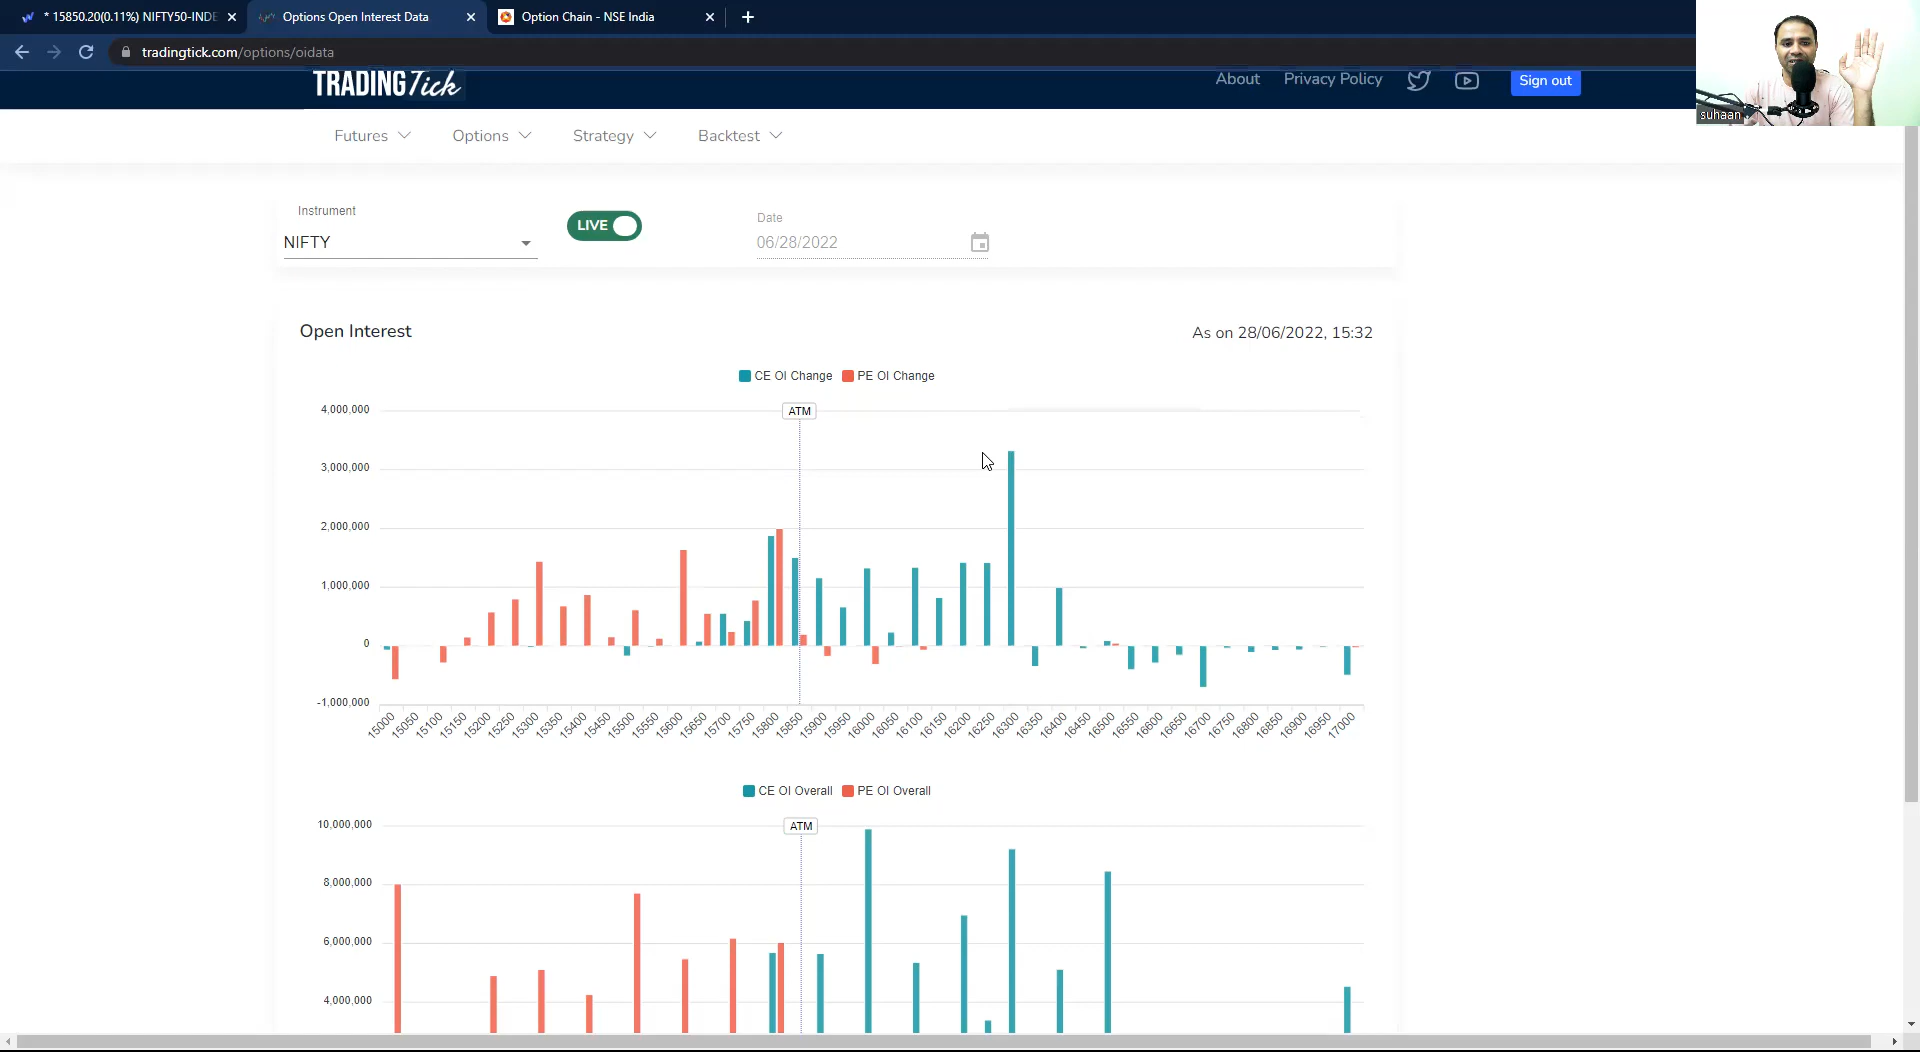 * 15850.20(0.11%) NIFTY50-INDE
Options Open Interest Data
Option Chain - NSE India
tradingtick.com/options/oidata
TRADINGTick
About
Privacy Policy
Sign out
suhaan
Futures
Options
Strategy
Backtest
Instrument
NIFTY
LIVE
Date
06/28/2022
Open Interest
As on 28/06/2022, 15:32
CE OI Change
PE OI Change
ATM
4,000,000
3,000,000
2,000,000
1,000,000
0
-1,000,000
15000
15050
15100
15150
15200
15250
15300
15350
15400
15450
15500
15550
15600
15650
15700
15750
15800
15850
15900
15950
16000
16050
16100
16150
16200
16250
16300
16350
16400
16450
16500
16550
16600
16650
16700
16750
16800
16850
16900
16950
17000
CE OI Overall
PE OI Overall
ATM
10,000,000
8,000,000
6,000,000
4,000,000